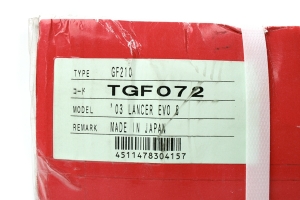 TYPE GF210
コード TGF072
MODEL '03 LANCER EVO 8
REMARK MADE IN JAPAN
4511478304157